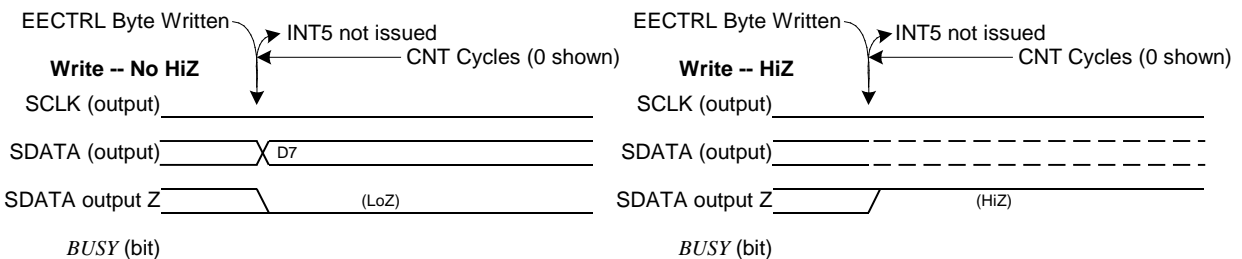 EECTRL Byte Written
INT5 not issued
CNT Cycles (0 shown)
Write -- No HiZ
SCLK (output)
SDATA (output)
D7
SDATA output Z
(LoZ)
BUSY (bit)
EECTRL Byte Written
INT5 not issued
CNT Cycles (0 shown)
Write -- HiZ
SCLK (output)
SDATA (output)
SDATA output Z
(HiZ)
BUSY (bit)